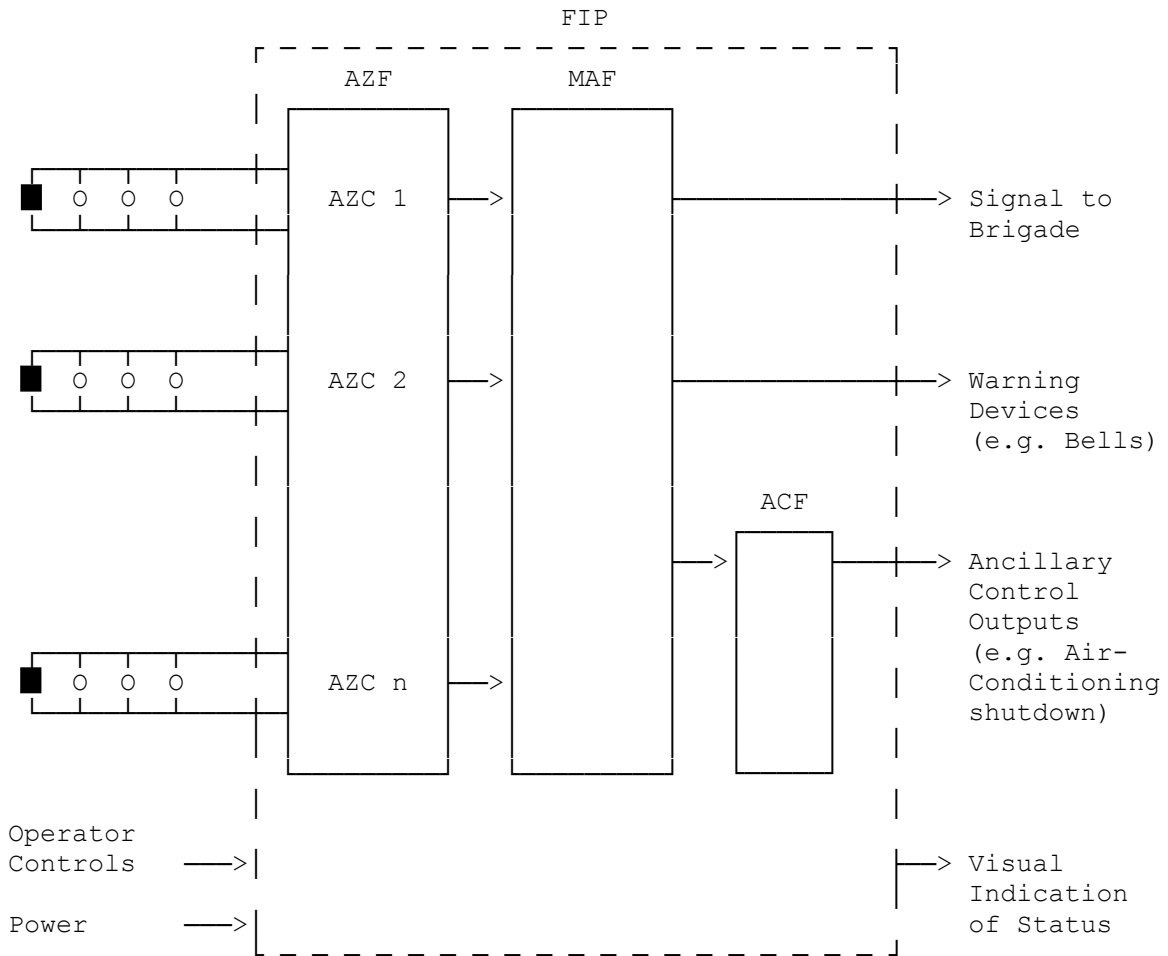 FIP
AZF
MAF
AZC 1
Signal to
Brigade
AZC 2
Warning
Devices
(e.g. Bells)
ACF
Ancillary
Control
Outputs
(e.g. Air-
Conditioning
shutdown)
AZC n
Operator
Controls
Visual
Indication
of Status
Power